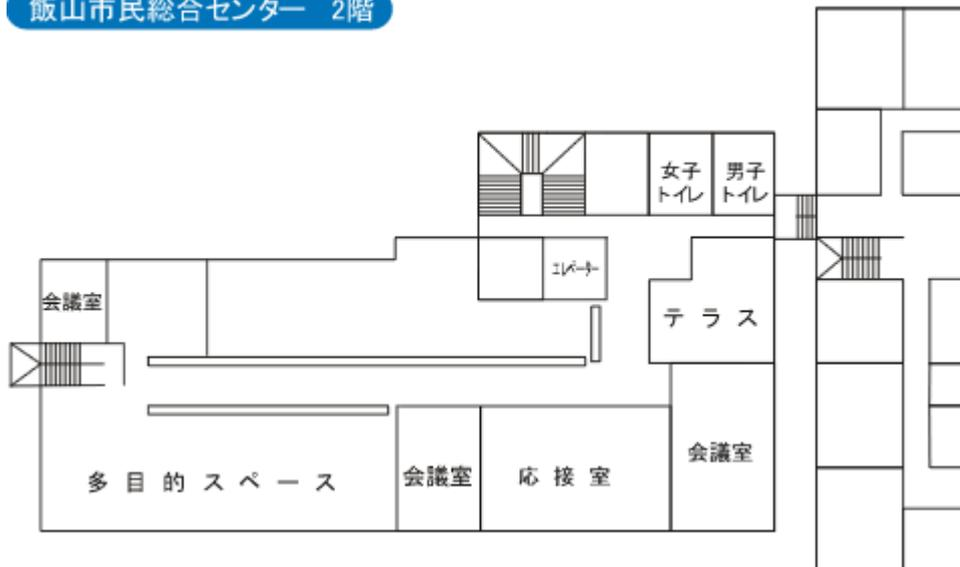 飯山市民総合センター　2階
女子
トイレ
男子
トイレ
エレベーター
会議室
テラス
会議室
多目的スペース
会議室
応接室